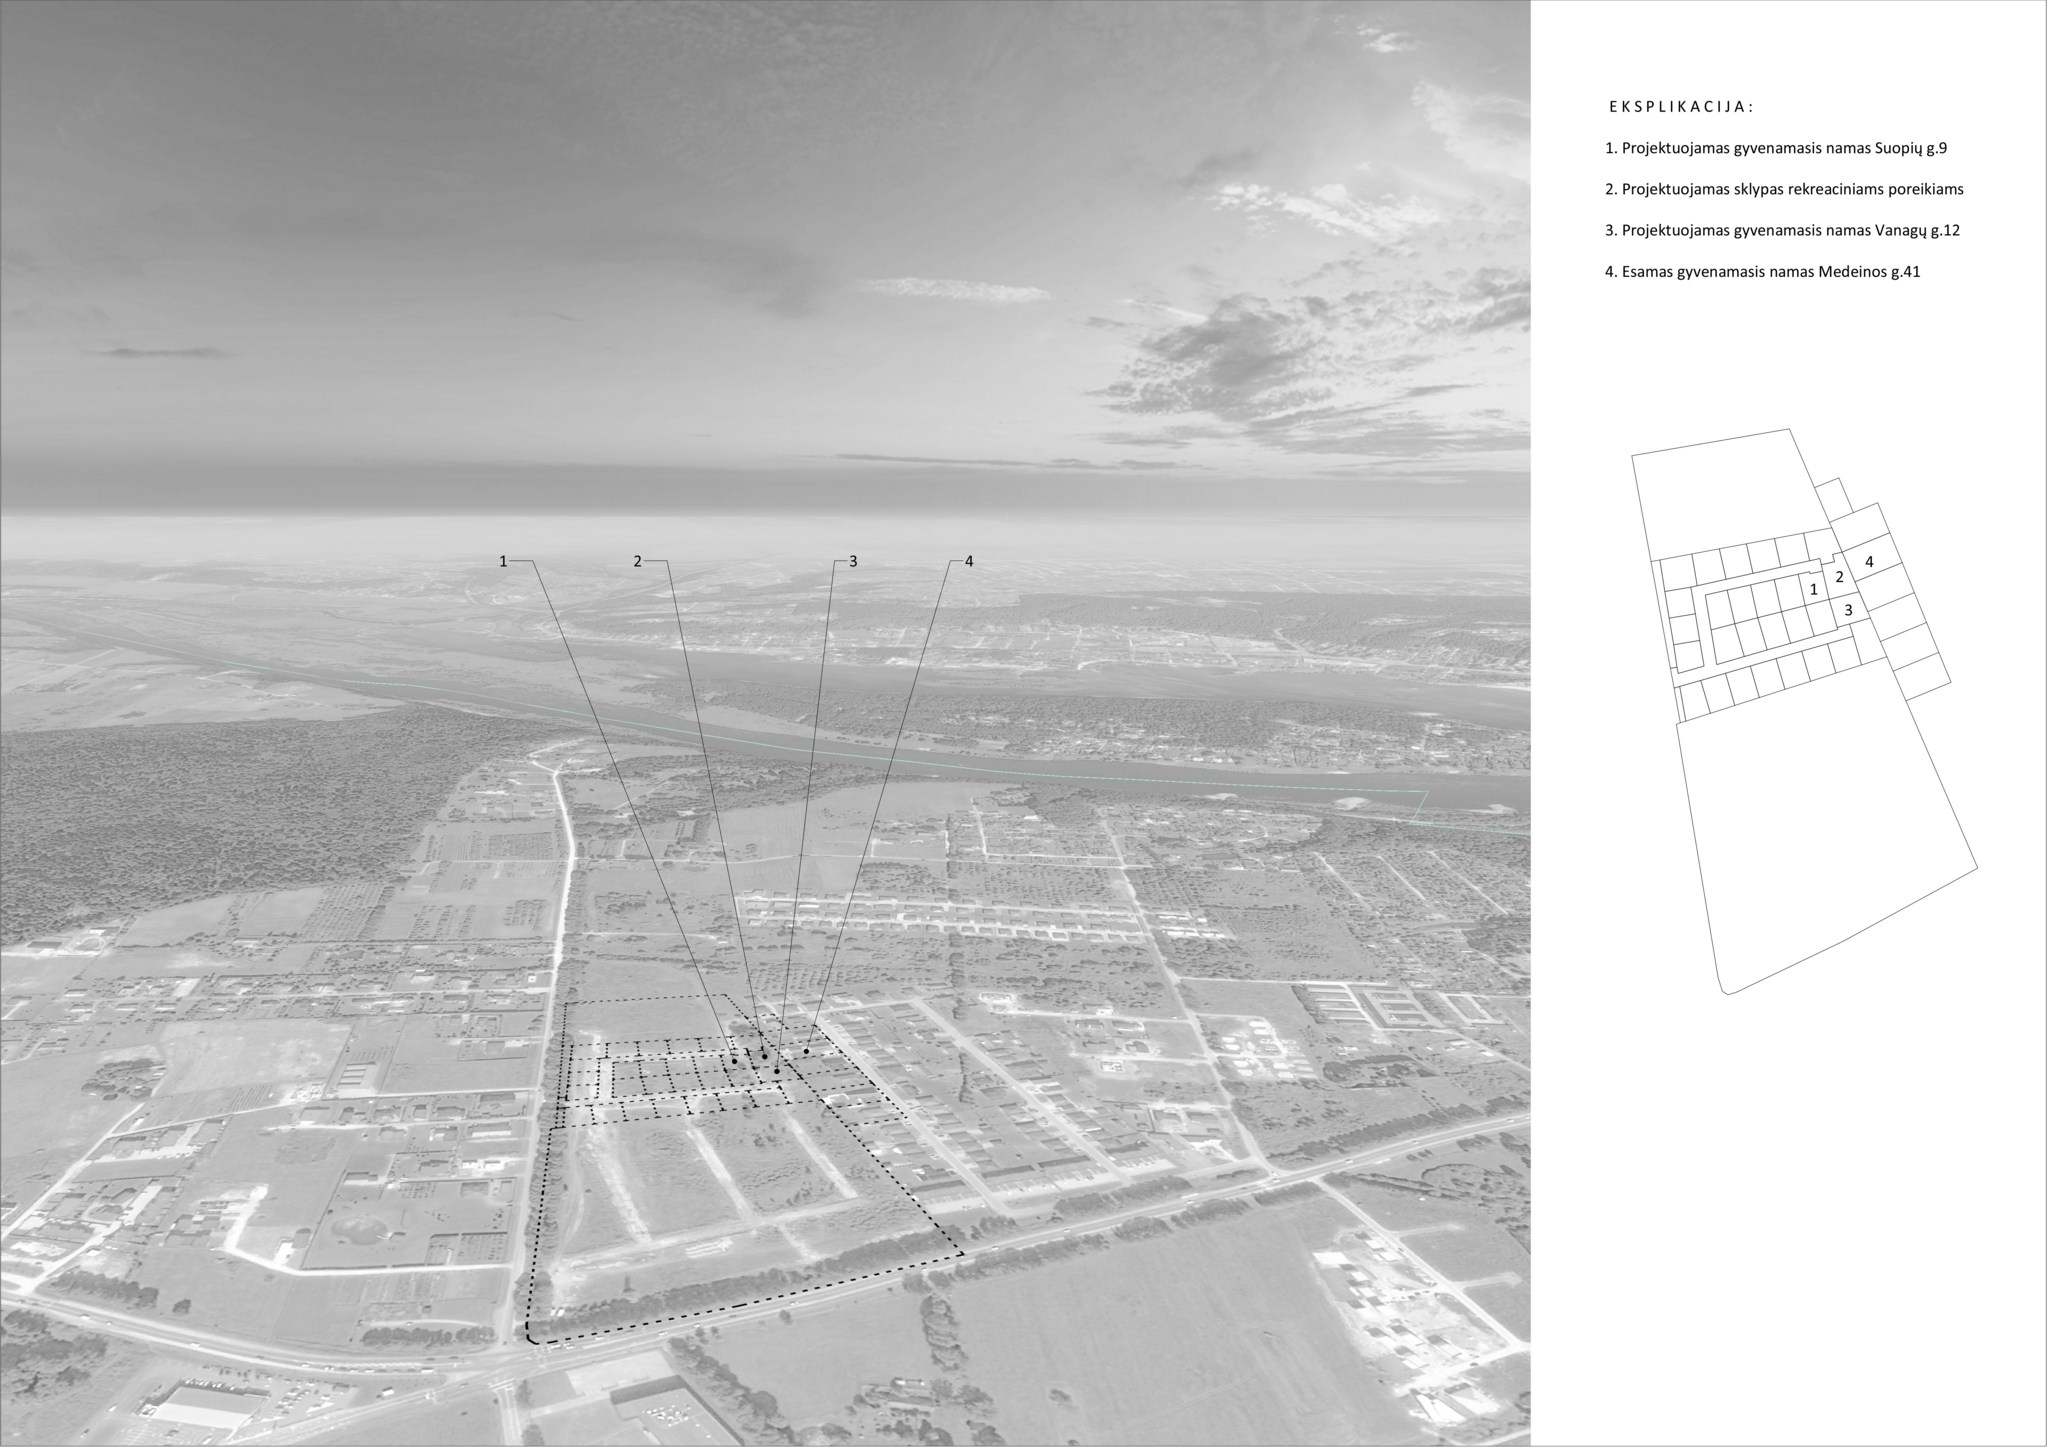 EKSPLIKACIJA:
1. Projektuojamas gyvenamasis namas Suopių g.9
2. Projektuojamas sklypas rekreaciniams poreikiams
3. Projektuojamas gyvenamasis namas Vanagų g.12
4. Esamas gyvenamasis namas Medeinos g.41
1 2 3 4
4
2
1
3